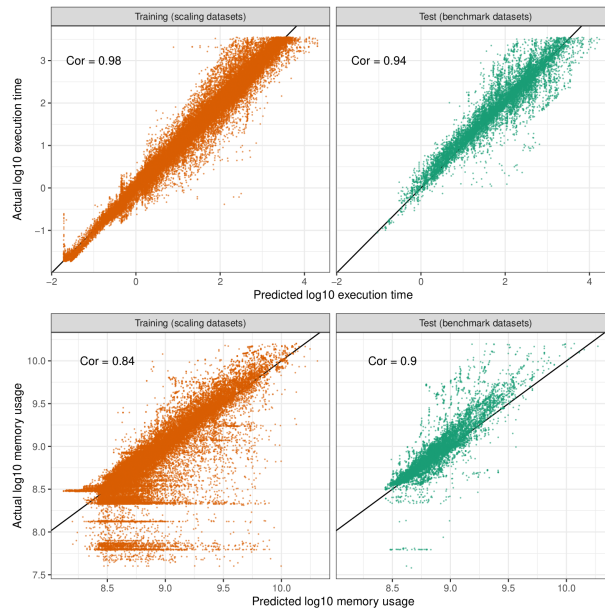 Training (scaling datasets) Test (benchmark datasets)
Cor = 0.98 Cor = 0.94
3
2
1
0
−1
Actual log10 execution time
−2 0 2 4 −2 0 2 4
Predicted log10 execution time
Training (scaling datasets) Test (benchmark datasets)
Cor = 0.84 Cor = 0.9
10.0
9.5
9.0
8.5
8.0
7.5
Actual log10 memory usage
8.5 9.0 9.5 10.0 8.5 9.0 9.5 10.0
Predicted log10 memory usage